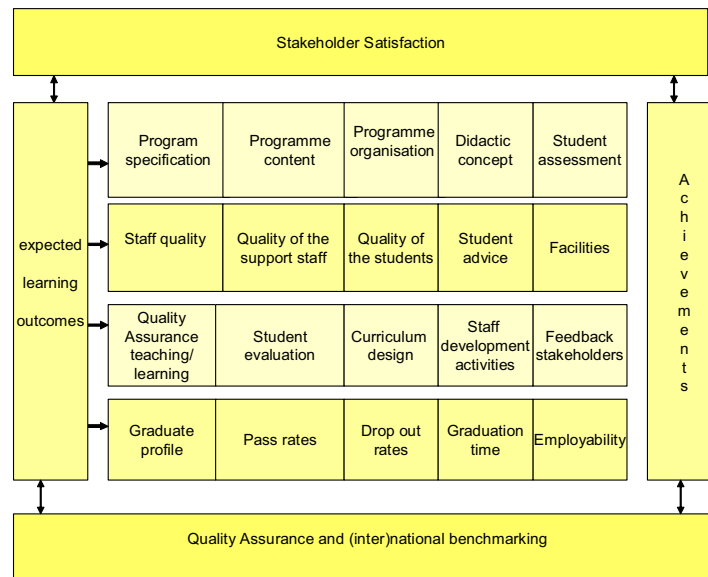 Stakeholder Satisfaction
expected
learning
outcomes
Program
specification
Programme
content
Programme
organisation
Didactic
concept
Student
assessment
Staff quality
Quality of the
support staff
Quality of
the students
Student
advice
Facilities
Quality
Assurance
teaching/
learning
Student
evaluation
Curriculum
design
Staff
development
activities
Feedback
stakeholders
Graduate
profile
Pass rates
Drop out
rates
Graduation
time
Employability
A
c
h
i
e
v
e
m
e
n
t
s
Quality Assurance and (inter)national benchmarking